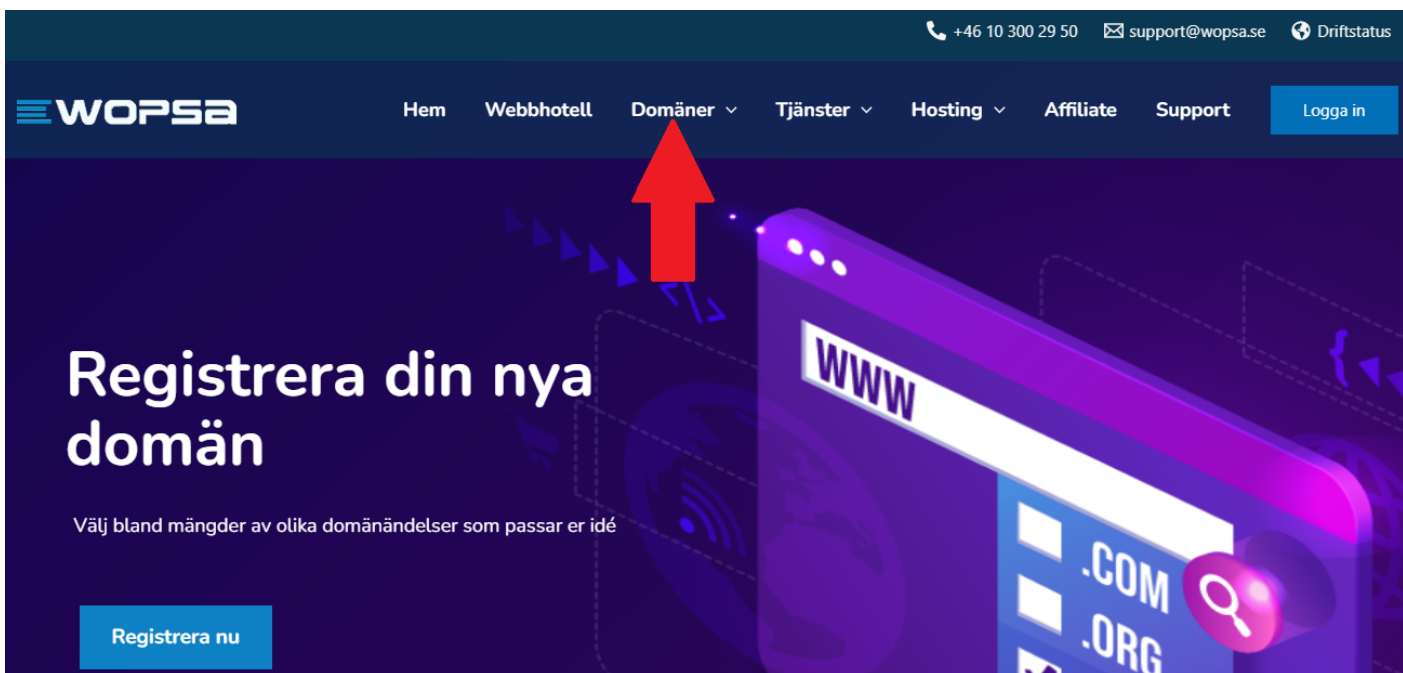 +46 10 300 29 50 support@wopsa.se Driftstatus
WOPSA Hem Webbhotell Domäner Tjänster Hosting Affiliate Support Logga in
Registrera din nya
domän
Välj bland mängder av olika domänändelser som passar er idé
Registrera nu
WWW
.COM
.ORG